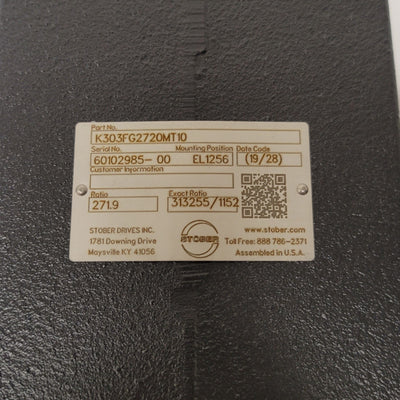 Part No.
K303FG2720MT10
Serial No. Mounting Position Date Code
60102985-00 EL1256 (19/28)
Customer Information
Ratio Exact Ratio
271.9 313255/1152
STOBER DRIVES INC. www.stober.com
1781 Downing Drive STOBER Toll Free: 888 786-2371
Maysville KY 41056 Assembled in U.S.A.